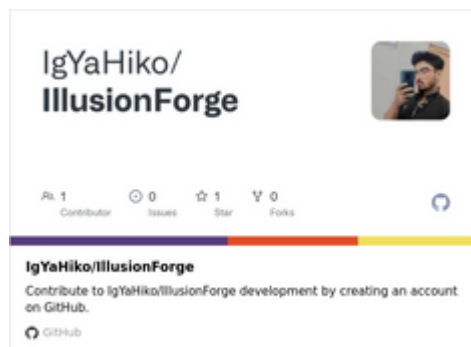 IgYaHiko/
IllusionForge
1
Contributor
0
Issues
1
Star
0
Forks
IgYaHiko/IllusionForge
Contribute to IgYaHiko/IllusionForge development by creating an account
on GitHub.
GitHub